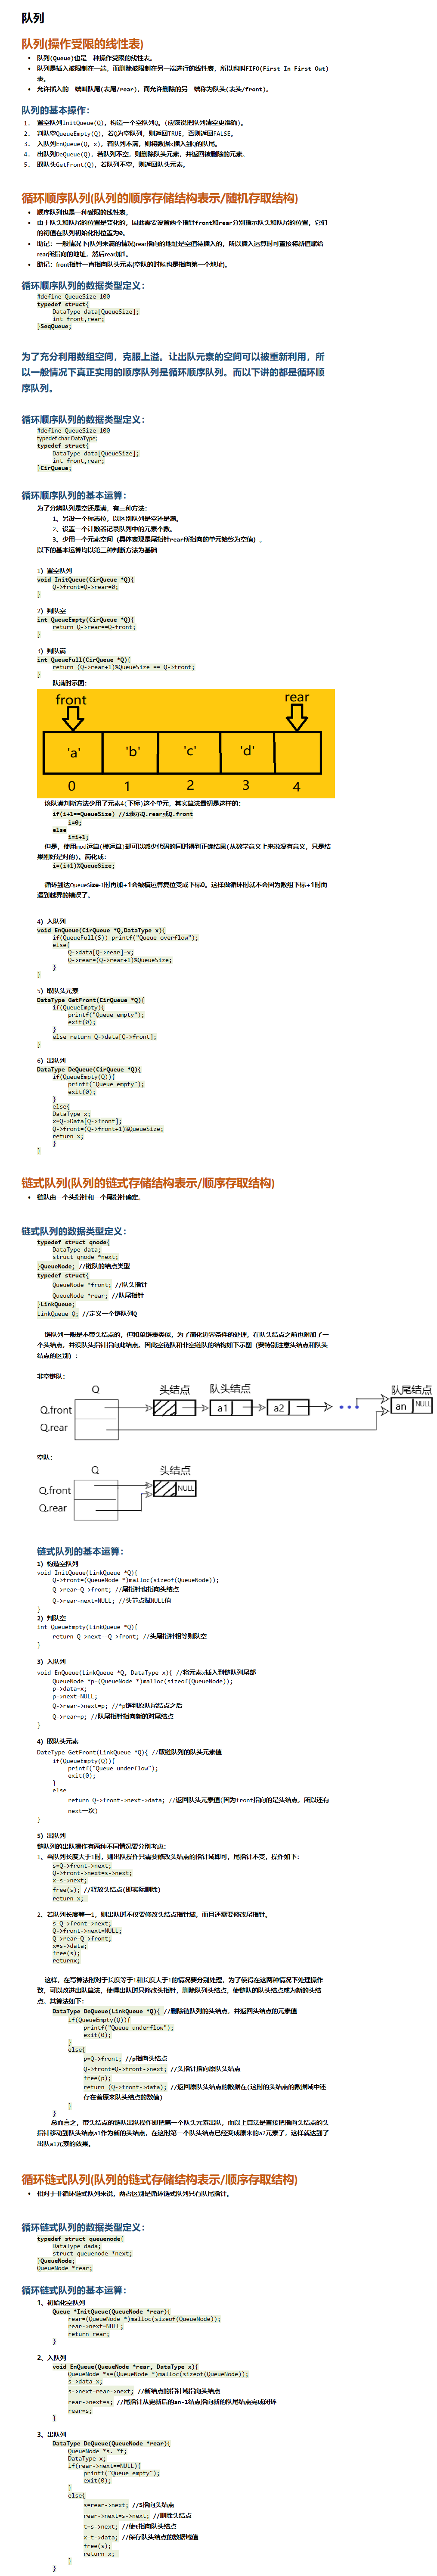 队列
队列(操作受限的线性表)
• 队列(Queue)也是一种操作受限的线性表。
• 队列是插入被限制在一端，而删除被限制在另一端进行的线性表，所以也叫FIFO(First In First Out)
表。
• 允许插入的一端叫队尾(表尾/rear)，而允许删除的另一端称为队头(表头/front)。
队列的基本操作：
1. 置空队列InitQueue(Q)，构造一个空队列Q。(应该说把队列清空更准确)。
2. 判队空QueueEmpty(Q)，若Q为空队列，则返回TRUE，否则返回FALSE。
3. 入队列EnQueue(Q, x)，若队列不满，则将数据x插入到Q的队尾。
4. 出队列DeQueue(Q)，若队列不空，则删除队头元素，并返回被删除的元素。
5. 取队头GetFront(Q)，若队列不空，则返回队头元素。
循环顺序队列(队列的顺序存储结构表示/随机存取结构)
• 顺序队列也是一种受限的线性表。
• 由于队头和队尾的位置是变化的，因此需要设置两个指针front和rear分别指示队头和队尾的位置，它们
的初值在队列初始化时位置为0。
• 助记：一般情况下(队列未满的情况)rear指向的地址是空值待插入的，所以插入运算时可直接将新值赋给
rear所指向的地址，然后rear加1。
• 助记：front指针一直指向队头元素(空队的时候也是指向第一个地址)。
循环顺序队列的数据类型定义：
#define QueueSize 100
typedef struct{
DataType data[QueueSize];
int front,rear;
}SeqQueue;
为了充分利用数组空间，克服上溢。让出队元素的空间可以被重新利用，所
以一般情况下真正实用的顺序队列是循环顺序队列。而以下讲的都是循环顺
序队列。
循环顺序队列的数据类型定义：
#define QueueSize 100
typedef char DataType;
typedef struct{
DataType data[QueueSize];
int front,rear;
}CirQueue;
循环顺序队列的基本运算：
为了分辨队列是空还是满，有三种方法：
1、另设一个标志位，以区别队列是空还是满。
2、设置一个计数器记录队列中的元素个数。
3、少用一个元素空间 (具体表现是尾指针rear所指向的单元始终为空值) 。
以下的基本运算均以第三种判断方法为基础
1) 置空队列
void InitQueue(CirQueue *Q){
Q->front=Q->rear=0;
}
2) 判队空
int QueueEmpty(CirQueue *Q){
return Q->rear==Q-front;
}
3) 判队满
int QueueFull(CirQueue *Q){
return (Q->rear+1)%QueueSize == Q->front;
}
队满时示图：
front rear
'a' 'b' 'c' 'd'
0 1 2 3 4
该队满判断方法少用了元素4(下标)这个单元，其实算法最初是这样的：
if(i+1==QueueSize) //i表示Q.rear或Q.front
i=0;
else
i=i+1;
但是，使用mod运算(模运算)却可以减少代码的同时得到正确结果(从数学意义上来说没有意义，只是结
果刚好是对的)。简化成：
i=(i+1)%QueueSize;
循环到达QueueSize-1时再加+1会被模运算复位变成下标0。这样做循环时就不会因为数组下标+1时而
遇到越界的错误了。
4) 入队列
void EnQueue(CirQueue *Q,DataType x){
if(QueueFull(S)) printf("Queue overflow");
else{
Q->data[Q->rear]=x;
Q->rear=(Q->rear+1)%QueueSize;
}
}
5) 取队头元素
DataType GetFront(CirQueue *Q){
if(QueueEmpty){
printf("Queue empty");
exit(0);
}
else return Q->data[Q->front];
}
6) 出队列
DataType DeQueue(CirQueue *Q){
if(QueueEmpty(Q)){
printf("Queue empty");
exit(0);
}
else{
DataType x;
x=Q->Data[Q->front];
Q->front=(Q->front+1)%QueueSize;
return x;
}
}
链式队列(队列的链式存储结构表示/顺序存取结构)
• 链队由一个头指针和一个尾指针确定。
链式队列的数据类型定义：
typedef struct qnode{
DataType data;
struct qnode *next;
}QueueNode; //链队的结点类型
typedef struct{
QueueNode *front; //队头指针
QueueNode *rear; //队尾指针
}LinkQueue;
LinkQueue Q; //定义一个链队列Q
链队列一般是不带头结点的，但和单链表类似，为了简化边界条件的处理，在队头结点之前也附加了一
个头结点，并设队头指针指向此结点。因此空链队和非空链队的结构如下示图 (要特别注意头结点和队头
结点的区别) ：
非空链队：
Q 头结点 队头结点 队尾结点
Q.front a1 a2 an NULL
Q.rear
空队：
Q 头结点
Q.front NULL
Q.rear
链式队列的基本运算：
1) 构造空队列
void InitQueue(LinkQueue *Q){
Q->front=(QueueNode *)malloc(sizeof(QueueNode));
Q->rear=Q->front; //尾指针也指向头结点
Q->rear-next=NULL; //头节点赋NULL值
}
2) 判队空
int QueueEmpty(LinkQueue *Q){
return Q->next==Q->front; //头尾指针相等则队空
}
3) 入队列
void EnQueue(LinkQueue *Q, DataType x){ //将元素x插入到链队列尾部
QueueNode *p=(QueueNode *)malloc(sizeof(QueueNode));
p->data=x;
p->next=NULL;
Q->rear->next=p; //*p链到原队尾结点之后
Q->rear=p; //队尾指针指向新的对尾结点
}
4) 取队头元素
DateType GetFront(LinkQueue *Q){ //取链队列的队头元素值
if(QueueEmpty(Q)){
printf("Queue underflow");
exit(0);
}
else
return Q->front->next->data; //返回队头元素值(因为front指向的是头结点，所以还有
next一次)
}
5) 出队列
链队列的出队操作有两种不同情况要分别考虑：
1、当队列长度大于1时，则出队操作只需要修改头结点的指针域即可，尾指针不变，操作如下：
s=Q->front->next;
Q->front->next=s->next;
x=s->next;
free(s); //释放头结点(即实际删除)
return x;
2、若队列长度等一1，则出队时不仅要修改头结点指针域，而且还需要修改尾指针。
s=Q->front->next;
Q->front->next=NULL;
Q->rear=Q->front;
x=s->data;
free(s);
returnx;
这样，在写算法时对于长度等于1和长度大于1的情况要分别处理，为了使得在这两种情况下处理操作一
致，可以改进出队算法，使得出队时只修改头指针，删除队列头结点，使链队的队头结点成为新的头结
点。其算法如下：
DataType DeQueue(LinkQueue *Q){ //删除链队列的头结点，并返回头结点的元素值
if(QueueEmpty(Q)){
printf("Queue underflow");
exit(0);
}
else{
p=Q->front; //p指向头结点
Q->front=Q->front->next; //头指针指向原队头结点
free(p);
return (Q->front->data); //返回原队头结点的数据在(这时的头结点的数据域中还
存在着原来队头结点的数值)
}
}
总而言之，带头结点的链队出队操作即把第一个队头元素出队，而以上算法是直接把指向头结点的头
指针移动到队头结点a1作为新的头结点，在这时第一个队头结点已经变成原来的a2元素了，这样就达到了
出队a1元素的效果。
循环链式队列(队列的链式存储结构表示/顺序存取结构)
• 相对于非循环链式队列来说，两者区别是循环链式队列只有队尾指针。
循环链式队列的数据类型定义：
typedef struct queuenode{
DataType dada;
struct queuenode *next;
}QueueNode;
QueueNode *rear;
循环链式队列的基本运算：
1、初始化空队列
Queue *InitQueue(QueueNode *rear){
rear=(QueueNode *)malloc(sizeof(QueueNode));
rear->next=NULL;
return rear;
}
2、入队列
void EnQueue(QueueNode *rear, DataType x){
QueueNode *s=(QueueNode *)malloc(sizeof(QueueNode));
s->data=x;
s->next=rear->next; //新结点的指针域指向头结点
rear->next=s; //尾指针从更新后的an-1结点指向新的队尾结点完成闭环
rear=s;
}
3、出队列
DataType DeQueue(QueueNode *rear){
QueueNode *s. *t;
DataType x;
if(rear->next==NULL){
printf("Queue empty");
exit(0);
}
else{
s=rear->next; //S指向头结点
rear->next=s->next; //删除头结点
t=s->next; //使t指向队头结点
x=t->data; //保存队头结点的数据域值
free(s);
return x;
}
}